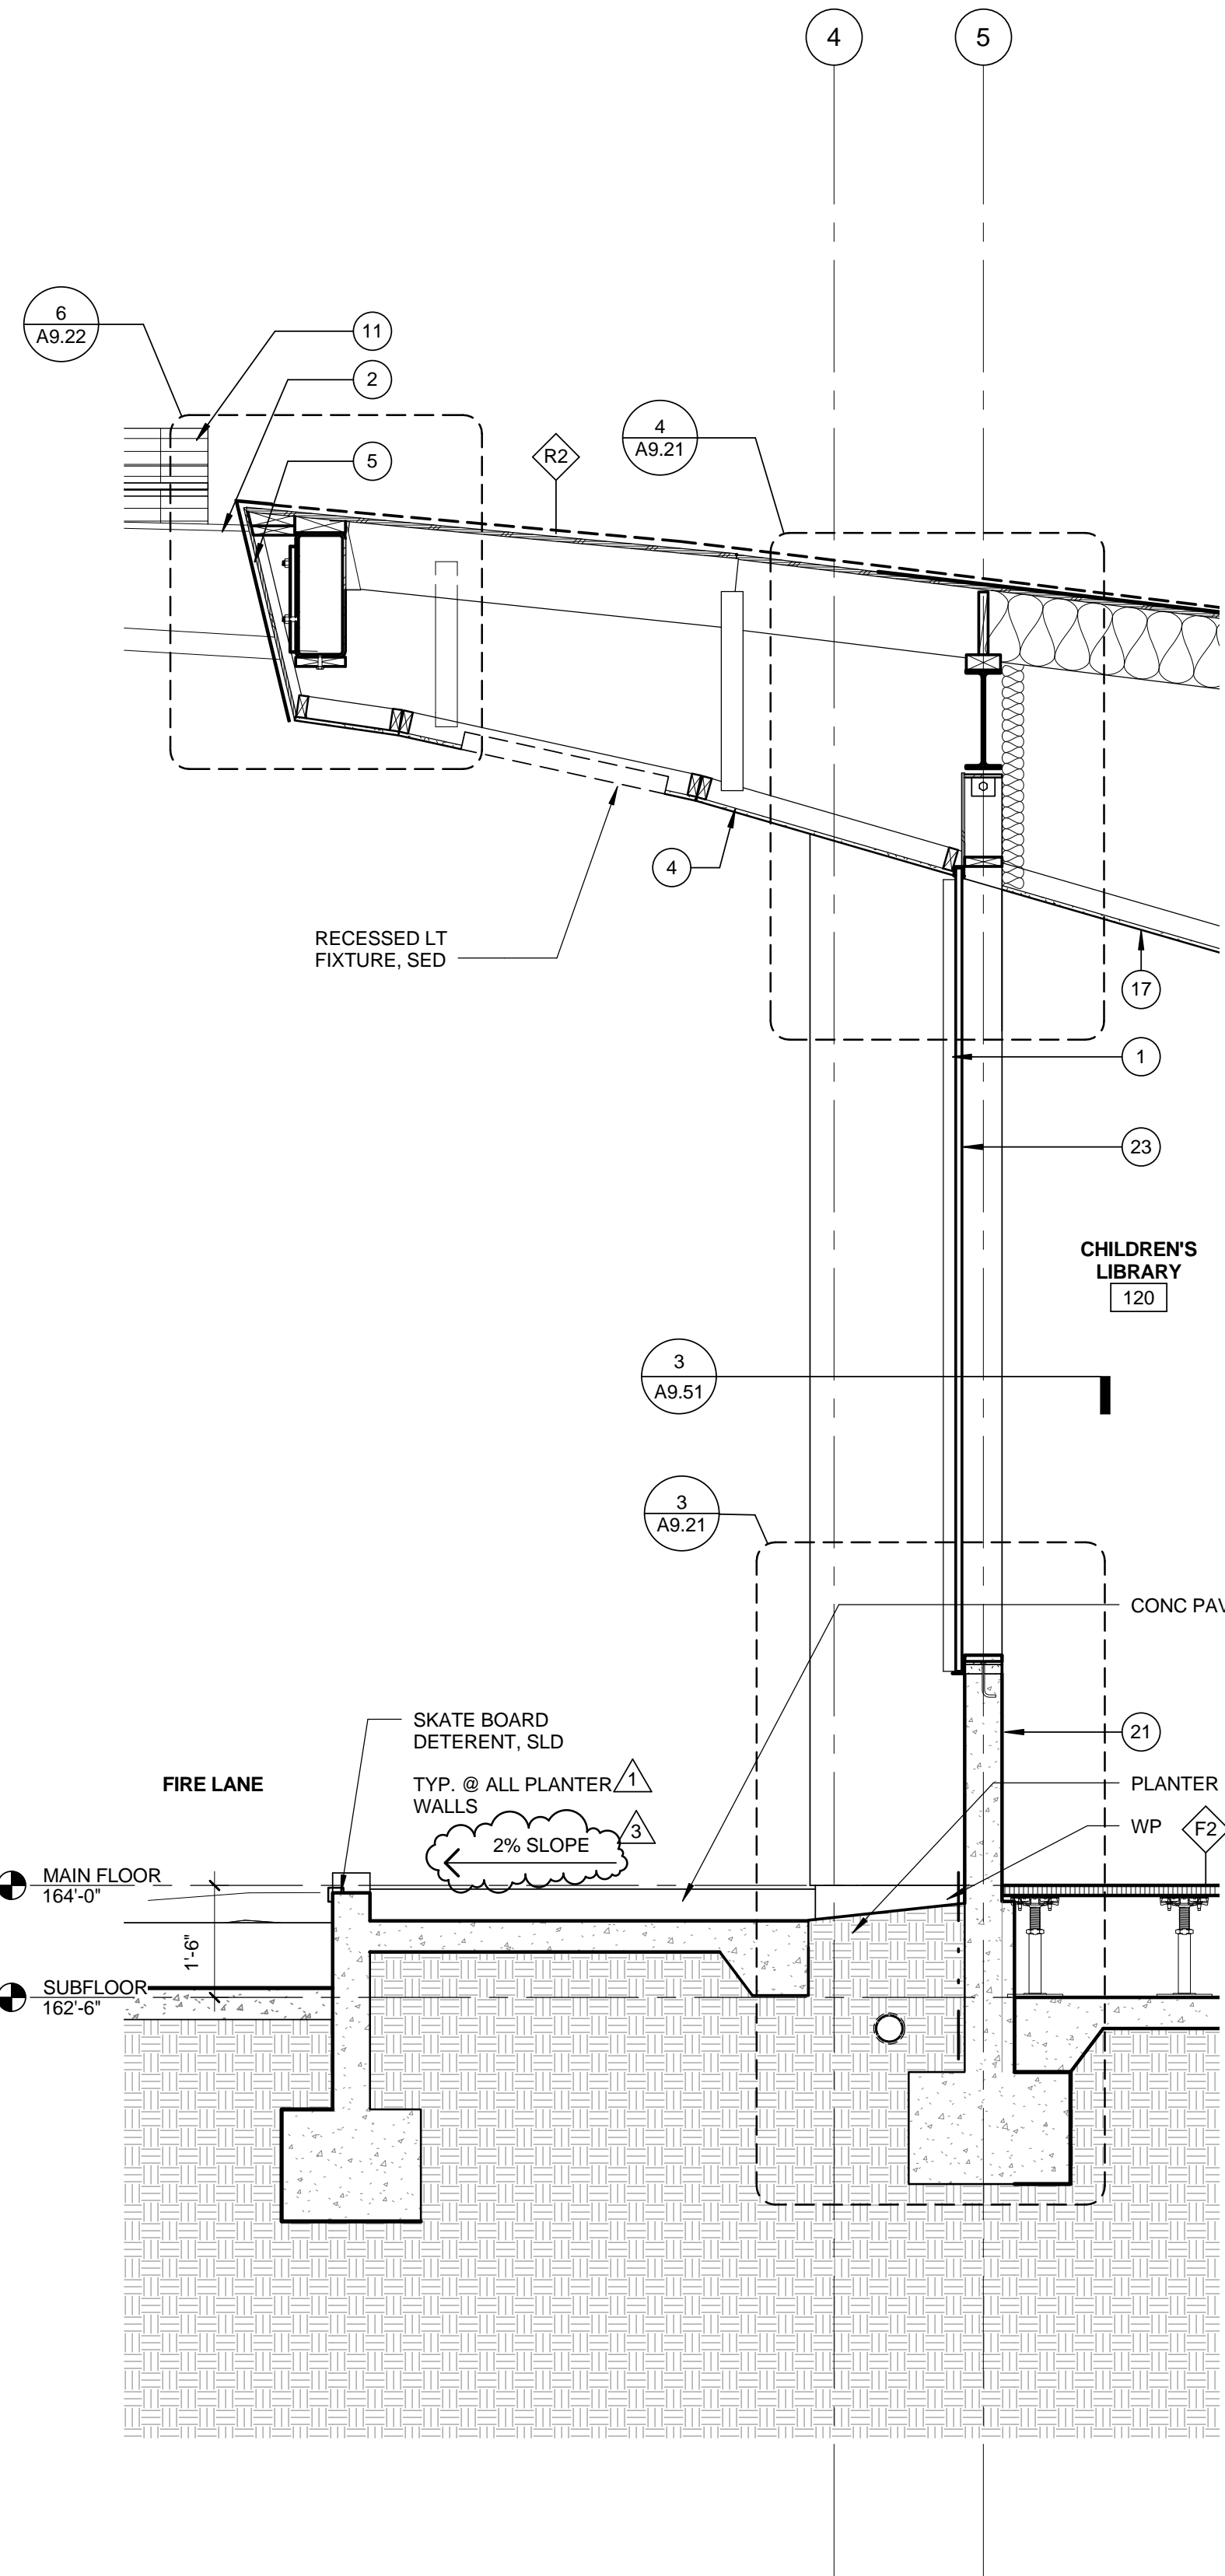 4
5
6
A9.22
11
2
5
R2
4
A9.21
4
RECESSED LT
FIXTURE, SED
17
1
23
CHILDREN'S
LIBRARY
120
3
A9.51
3
A9.21
CONC PAV
SKATE BOARD
DETERENT, SLD
21
FIRE LANE
TYP. @ ALL PLANTER
WALLS
1
PLANTER
2% SLOPE
3
WP
F2
MAIN FLOOR
164'-0"
1'-6"
SUBFLOOR
162'-6"